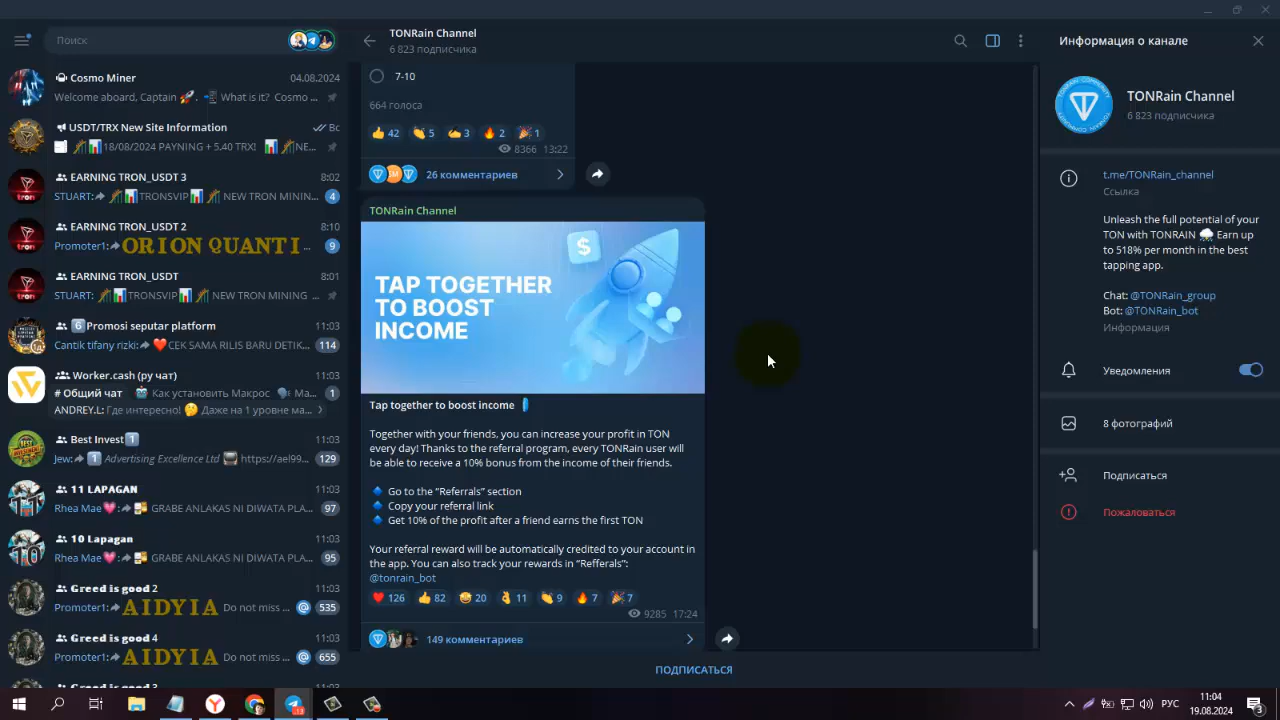 Поиск
Cosmo Miner
04.08.2024
Welcome aboard, Captain 🚀. 📲 What is it? Cosmo ...
USDT/TRX New Site Information
Вс
18/08/2024 PAYNING + 5.40 TRX! NE...
EARNING TRON_USDT 3
8:02
STUART: TRONSVIP NEW TRON MININ...
4
EARNING TRON_USDT 2
8:10
Promoter1: ORION QUANTI...
9
EARNING TRON_USDT
8:01
STUART: TRONSVIP NEW TRON MINING ...
6 Promosi seputar platform
11:03
Cantik tifany rizki: ❤️CEK SAMA RILIS BARU DETIK...
114
Worker.cash (ру чат)
11:03
# Общий чат Как установить Макрос Ма...
1
ANDREY.L: Где интересно! 🤔 Даже на 1 уровне ма...
Best Invest 1
11:03
Jew: 1 Advertising Excellence Ltd https://ael99...
129
11 LAPAGAN
11:03
Rhea Mae: GRABE ANLAKAS NI DIWATA PLA...
97
10 Lapagan
11:03
Rhea Mae: GRABE ANLAKAS NI DIWATA PLA...
95
Greed is good 2
11:03
Promoter1: AIDYIA Do not miss ...
@ 535
Greed is good 4
11:03
Promoter1: AIDYIA Do not miss ...
@ 655
11:03
TONRain Channel
6 823 подписчика
7-10
664 голоса
👍 42 👏 5 ✍ 3 🔥 2 🎉 1
8366 13:22
26 комментариев
TONRain Channel
$
TAP TOGETHER
TO BOOST
INCOME
Tap together to boost income
Together with your friends, you can increase your profit in TON
every day! Thanks to the referral program, every TONRain user will
be able to receive a 10% bonus from the income of their friends.
🔹 Go to the “Referrals” section
🔹 Copy your referral link
🔹 Get 10% of the profit after a friend earns the first TON
Your referral reward will be automatically credited to your account in
the app. You can also track your rewards in “Refferals”:
@tonrain_bot
❤️ 126 👍 82 🤩 20 👌 11 👏 9 🔥 7 🎉 7
9285 17:24
149 комментариев
ПОДПИСАТЬСЯ
Информация о канале
TONRain Channel
6 823 подписчика
t.me/TONRain_channel
Ссылка
Unleash the full potential of your
TON with TONRAIN 🌧 Earn up
to 518% per month in the best
tapping app.
Chat: @TONRain_group
Bot: @TONRain_bot
Информация
Уведомления
8 фотографий
Подписаться
Пожаловаться
РУС
11:04
19.08.2024
3